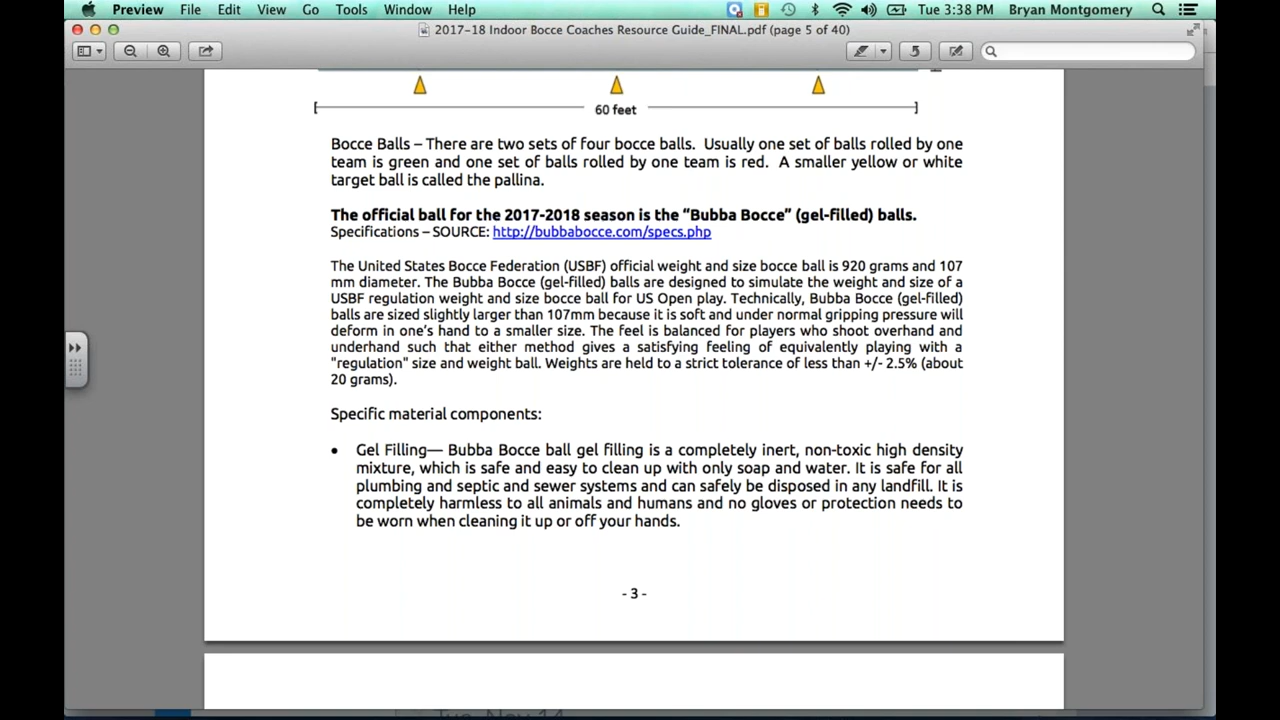 Preview File Edit View Go Tools Window Help Tue 3:38 PM Bryan Montgomery
2017-18 Indoor Bocce Coaches Resource Guide_FINAL.pdf (page 5 of 40)
60 feet
Bocce Balls – There are two sets of four bocce balls. Usually one set of balls rolled by one
team is green and one set of balls rolled by one team is red. A smaller yellow or white
target ball is called the pallina.
The official ball for the 2017-2018 season is the “Bubba Bocce” (gel-filled) balls.
Specifications – SOURCE: http://bubbabocce.com/specs.php
The United States Bocce Federation (USBF) official weight and size bocce ball is 920 grams and 107
mm diameter. The Bubba Bocce (gel-filled) balls are designed to simulate the weight and size of a
USBF regulation weight and size bocce ball for US Open play. Technically, Bubba Bocce (gel-filled)
balls are sized slightly larger than 107mm because it is soft and under normal gripping pressure will
deform in one’s hand to a smaller size. The feel is balanced for players who shoot overhand and
underhand such that either method gives a satisfying feeling of equivalently playing with a
"regulation" size and weight ball. Weights are held to a strict tolerance of less than +/- 2.5% (about
20 grams).
Specific material components:
• Gel Filling— Bubba Bocce ball gel filling is a completely inert, non-toxic high density
mixture, which is safe and easy to clean up with only soap and water. It is safe for all
plumbing and septic and sewer systems and can safely be disposed in any landfill. It is
completely harmless to all animals and humans and no gloves or protection needs to
be worn when cleaning it up or off your hands.
- 3 -
Tue, Nov 14